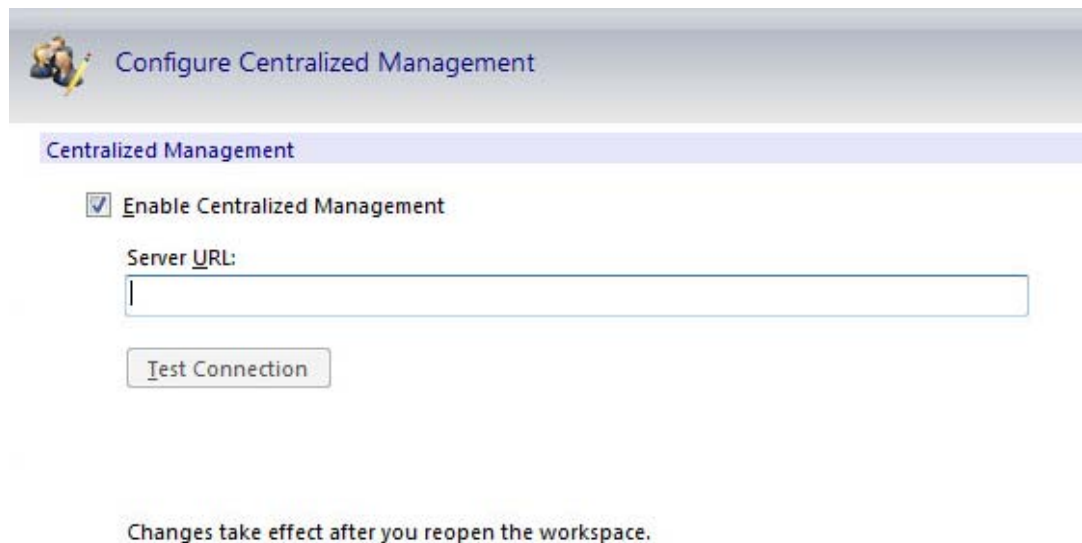 Configure Centralized Management
Centralized Management
Enable Centralized Management
Server URL:
Test Connection
Changes take effect after you reopen the workspace.